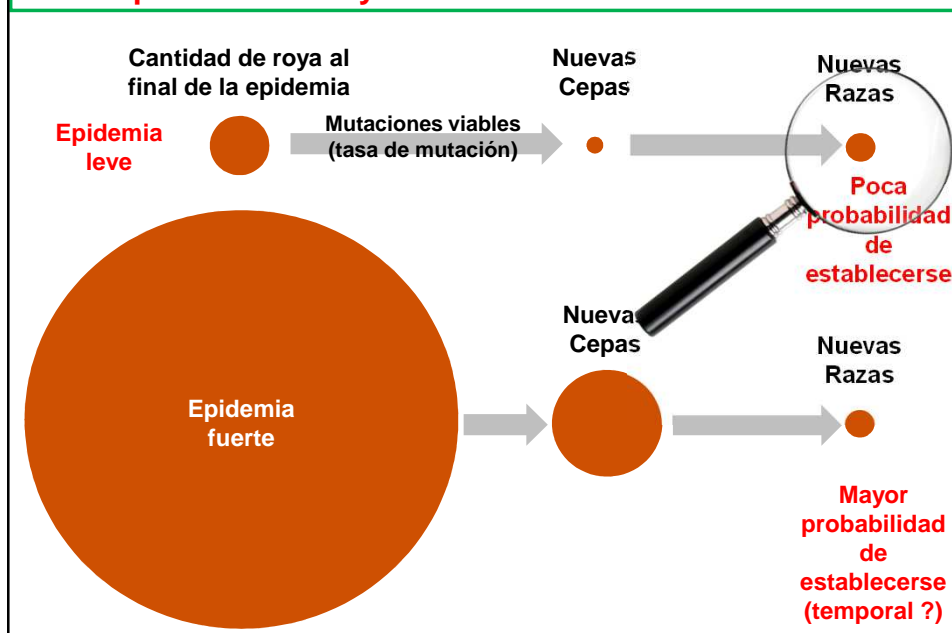 Cantidad de roya al
final de la epidemia
Nuevas
Cepas
Nuevas
Razas
Epidemia
leve
Mutaciones viables
(tasa de mutación)
Poca
probabilidad
de
establecerse
Epidemia
fuerte
Nuevas
Cepas
Nuevas
Razas
Mayor
probabilidad
de
establecerse
(temporal ?)